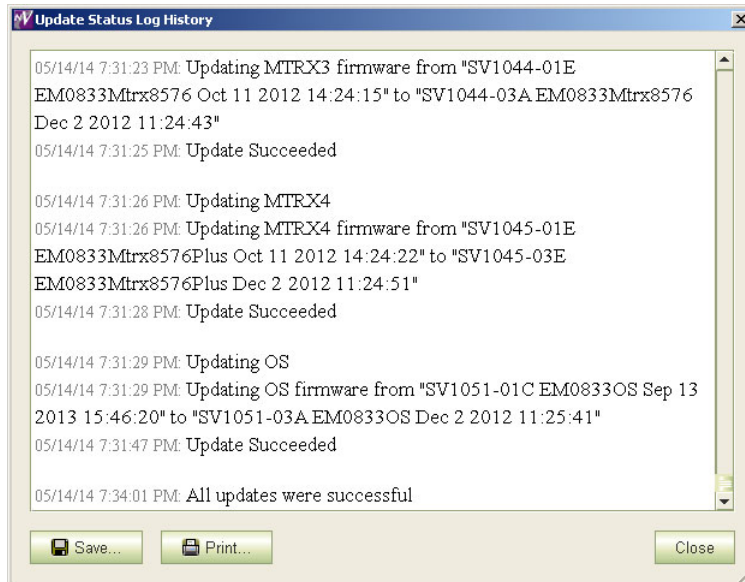 Update Status Log History
05/14/14 7:31:23 PM: Updating MTRX3 firmware from "SV1044-01E
EM0833Mtrx8576 Oct 11 2012 14:24:15" to "SV1044-03A EM0833Mtrx8576
Dec 2 2012 11:24:43"
05/14/14 7:31:25 PM: Update Succeeded
05/14/14 7:31:26 PM: Updating MTRX4
05/14/14 7:31:26 PM: Updating MTRX4 firmware from "SV1045-01E
EM0833Mtrx8576Plus Oct 11 2012 14:24:22" to "SV1045-03E
EM0833Mtrx8576Plus Dec 2 2012 11:24:51"
05/14/14 7:31:28 PM: Update Succeeded
05/14/14 7:31:29 PM: Updating OS
05/14/14 7:31:29 PM: Updating OS firmware from "SV1051-01C EM0833OS Sep 13
2013 15:46:20" to "SV1051-03A EM0833OS Dec 2 2012 11:25:41"
05/14/14 7:31:47 PM: Update Succeeded
05/14/14 7:34:01 PM: All updates were successful
Save... Print... Close